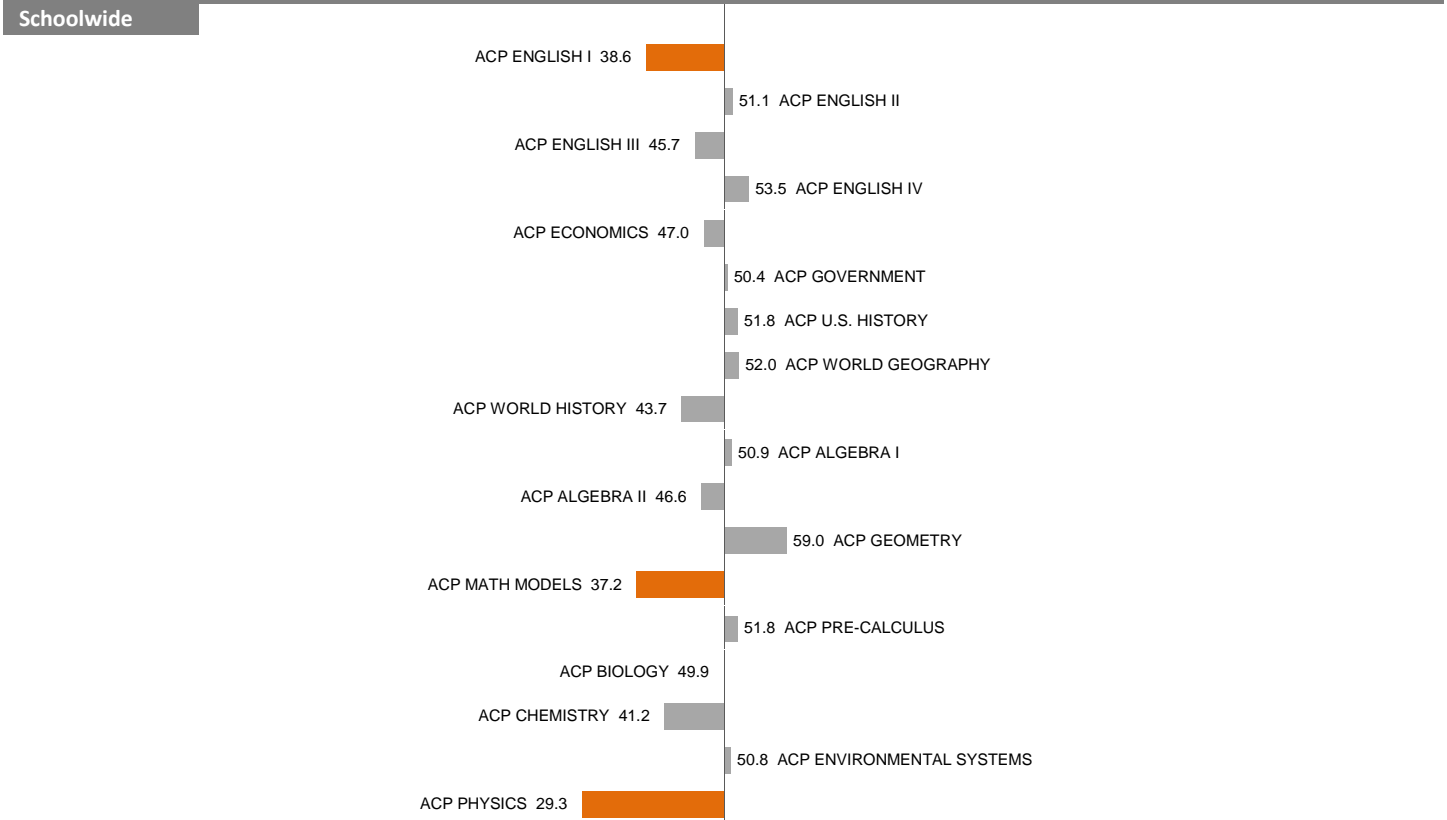 Schoolwide
ACP ENGLISH I 38.6
51.1 ACP ENGLISH II
ACP ENGLISH III 45.7
53.5 ACP ENGLISH IV
ACP ECONOMICS 47.0
50.4 ACP GOVERNMENT
51.8 ACP U.S. HISTORY
52.0 ACP WORLD GEOGRAPHY
ACP WORLD HISTORY 43.7
50.9 ACP ALGEBRA I
ACP ALGEBRA II 46.6
59.0 ACP GEOMETRY
ACP MATH MODELS 37.2
51.8 ACP PRE-CALCULUS
ACP BIOLOGY 49.9
ACP CHEMISTRY 41.2
50.8 ACP ENVIRONMENTAL SYSTEMS
ACP PHYSICS 29.3